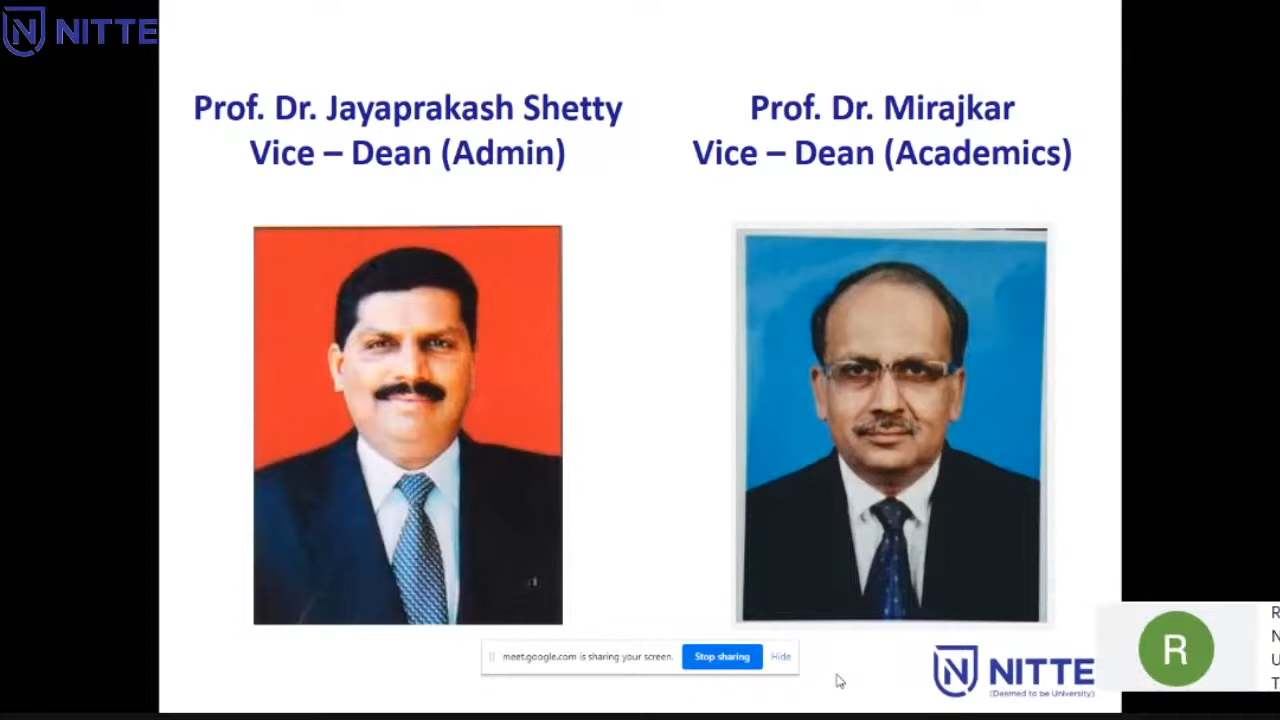 NITTE
Prof. Dr. Jayaprakash Shetty
Vice – Dean (Admin)
Prof. Dr. Mirajkar
Vice – Dean (Academics)
meet.google.com is sharing your screen.
Stop sharing
Hide
NITTE
(Deemed to be University)
R
R
N
U
T